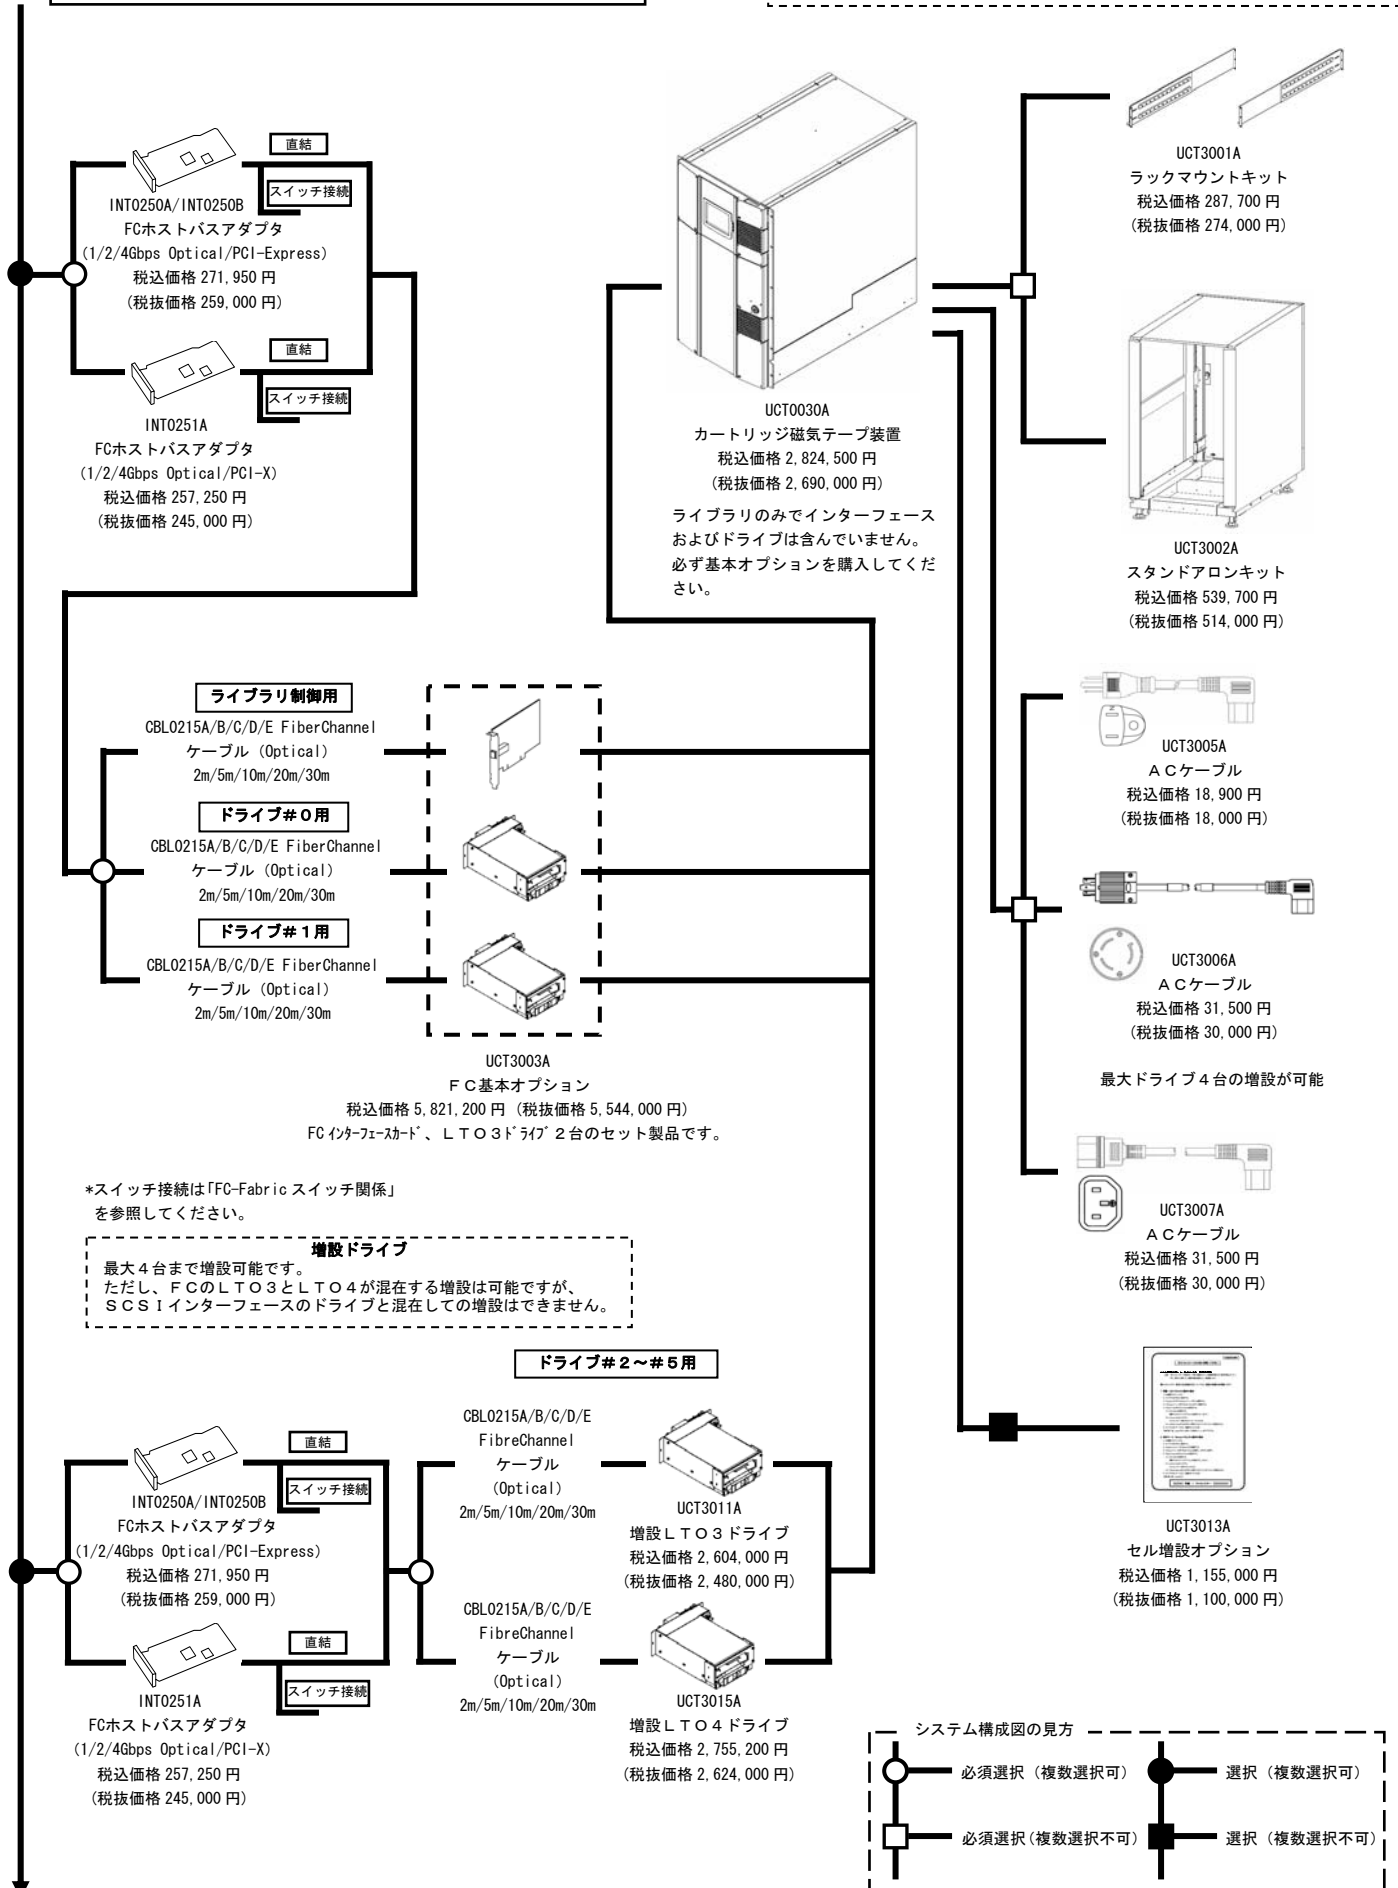 直結
スイッチ接続
INT0250A/INT0250B
FCホストバスアダプタ
(1/2/4Gbps Optical/PCI-Express)
税込価格 271,950 円
(税抜価格 259,000 円)
直結
スイッチ接続
INT0251A
FCホストバスアダプタ
(1/2/4Gbps Optical/PCI-X)
税込価格 257,250 円
(税抜価格 245,000 円)
UCT0030A
カートリッジ磁気テープ装置
税込価格 2,824,500 円
(税抜価格 2,690,000 円)
ライブラリのみでインターフェース
およびドライブは含んでいません。
必ず基本オプションを購入してくだ
さい。
UCT3001A
ラックマウントキット
税込価格 287,700 円
(税抜価格 274,000 円)
UCT3002A
スタンドアロンキット
税込価格 539,700 円
(税抜価格 514,000 円)
ライブラリ制御用
CBL0215A/B/C/D/E FiberChannel
ケーブル (Optical)
2m/5m/10m/20m/30m
ドライブ#0用
CBL0215A/B/C/D/E FiberChannel
ケーブル (Optical)
2m/5m/10m/20m/30m
ドライブ#1用
CBL0215A/B/C/D/E FiberChannel
ケーブル (Optical)
2m/5m/10m/20m/30m
UCT3003A
FC基本オプション
税込価格 5,821,200 円 (税抜価格 5,544,000 円)
FC インターフェースカード、LTO3ドライブ 2台のセット製品です。
UCT3005A
ACケーブル
税込価格 18,900 円
(税抜価格 18,000 円)
UCT3006A
ACケーブル
税込価格 31,500 円
(税抜価格 30,000 円)
最大ドライブ4台の増設が可能
UCT3007A
ACケーブル
税込価格 31,500 円
(税抜価格 30,000 円)
*スイッチ接続は「FC-Fabric スイッチ関係」
を参照してください。
増設ドライブ
最大4台まで増設可能です。
ただし、FCのLTO3とLTO4が混在する増設は可能ですが、
SCSIインターフェースのドライブと混在しての増設はできません。
ドライブ#2~#5用
直結
スイッチ接続
INT0250A/INT0250B
FCホストバスアダプタ
(1/2/4Gbps Optical/PCI-Express)
税込価格 271,950 円
(税抜価格 259,000 円)
直結
スイッチ接続
INT0251A
FCホストバスアダプタ
(1/2/4Gbps Optical/PCI-X)
税込価格 257,250 円
(税抜価格 245,000 円)
CBL0215A/B/C/D/E
FibreChannel
ケーブル
(Optical)
2m/5m/10m/20m/30m
UCT3011A
増設LTO3ドライブ
税込価格 2,604,000 円
(税抜価格 2,480,000 円)
CBL0215A/B/C/D/E
FibreChannel
ケーブル
(Optical)
2m/5m/10m/20m/30m
UCT3015A
増設LTO4ドライブ
税込価格 2,755,200 円
(税抜価格 2,624,000 円)
UCT3013A
セル増設オプション
税込価格 1,155,000 円
(税抜価格 1,100,000 円)
システム構成図の見方
必須選択 (複数選択可)
選択 (複数選択可)
必須選択 (複数選択不可)
選択 (複数選択不可)